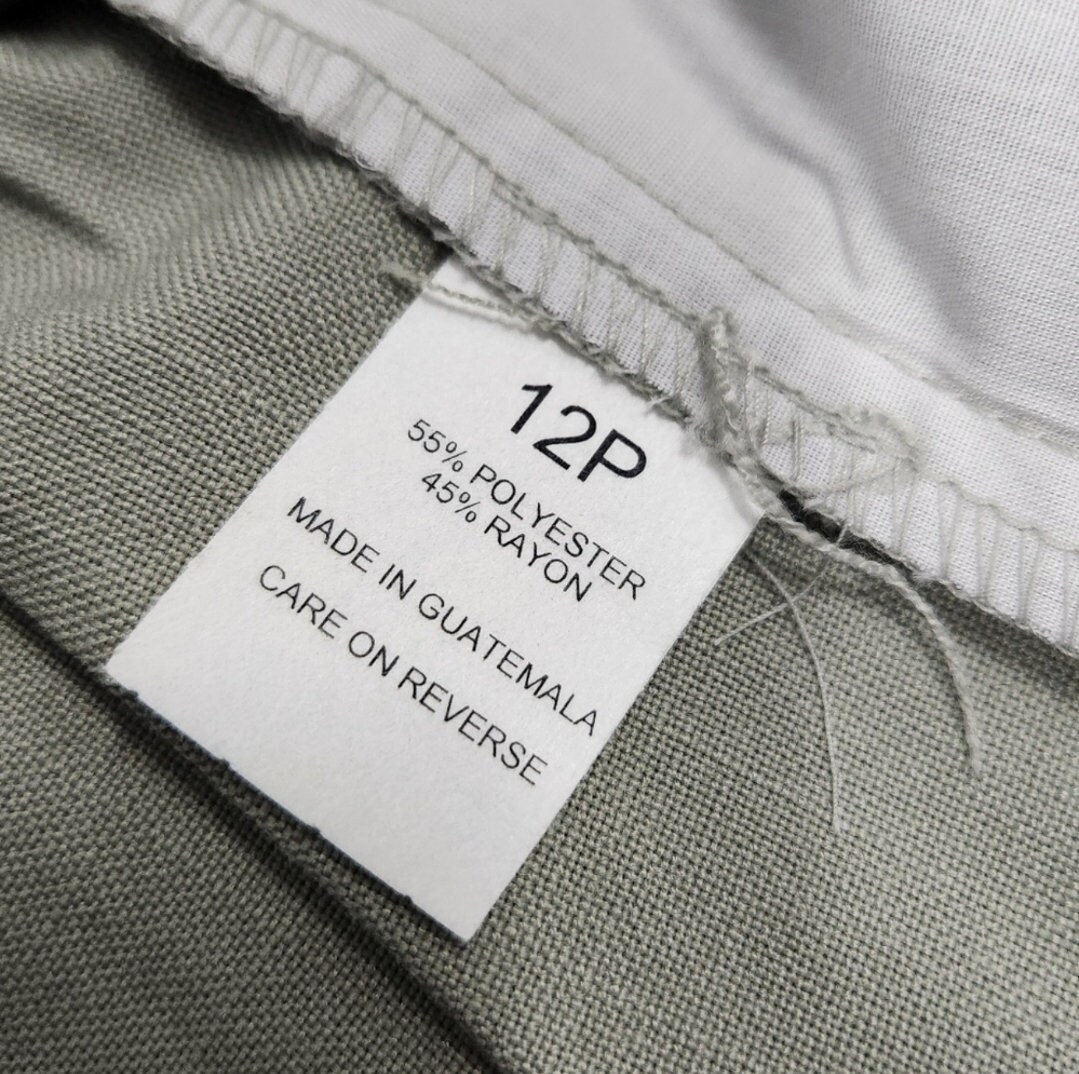 12P
55% POLYESTER
45% RAYON
MADE IN GUATEMALA
CARE ON REVERSE